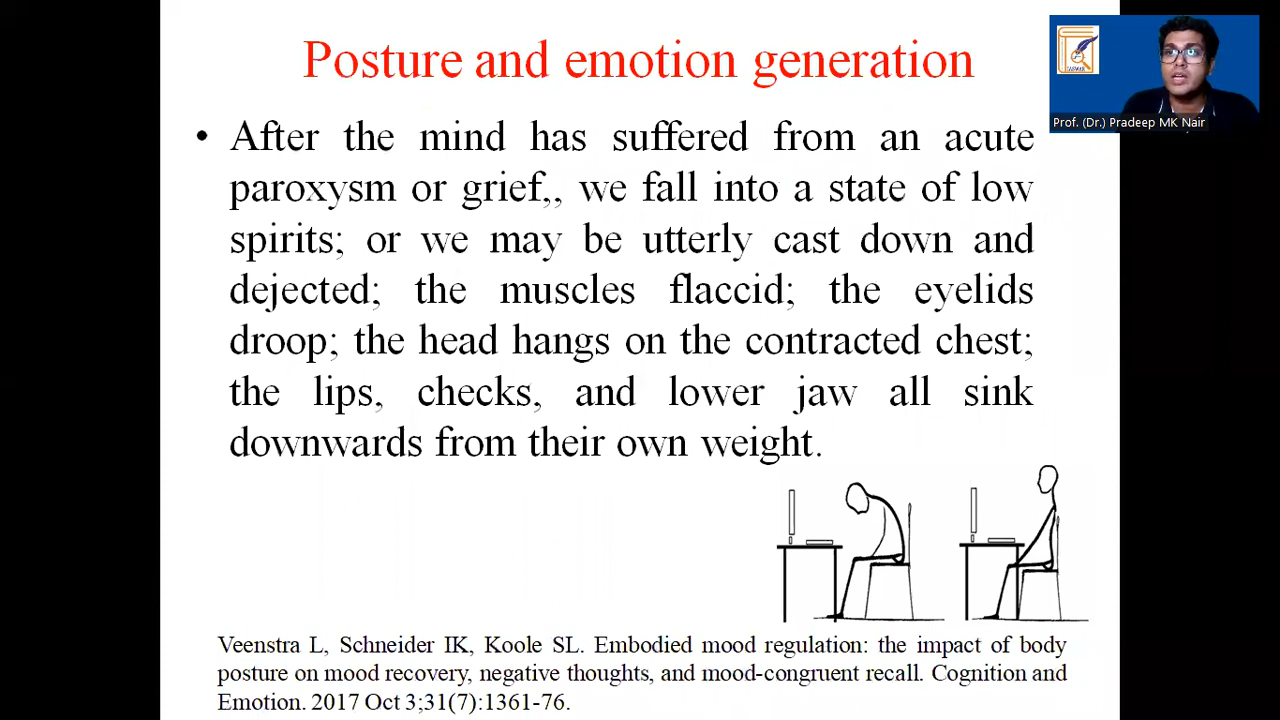 Posture and emotion generation
• After the mind has suffered from an acute
paroxysm or grief,, we fall into a state of low
spirits; or we may be utterly cast down and
dejected; the muscles flaccid; the eyelids
droop; the head hangs on the contracted chest;
the lips, checks, and lower jaw all sink
downwards from their own weight.
Veenstra L, Schneider IK, Koole SL. Embodied mood regulation: the impact of body
posture on mood recovery, negative thoughts, and mood-congruent recall. Cognition and
Emotion. 2017 Oct 3;31(7):1361-76.
Prof. (Dr.) Pradeep MK Nair